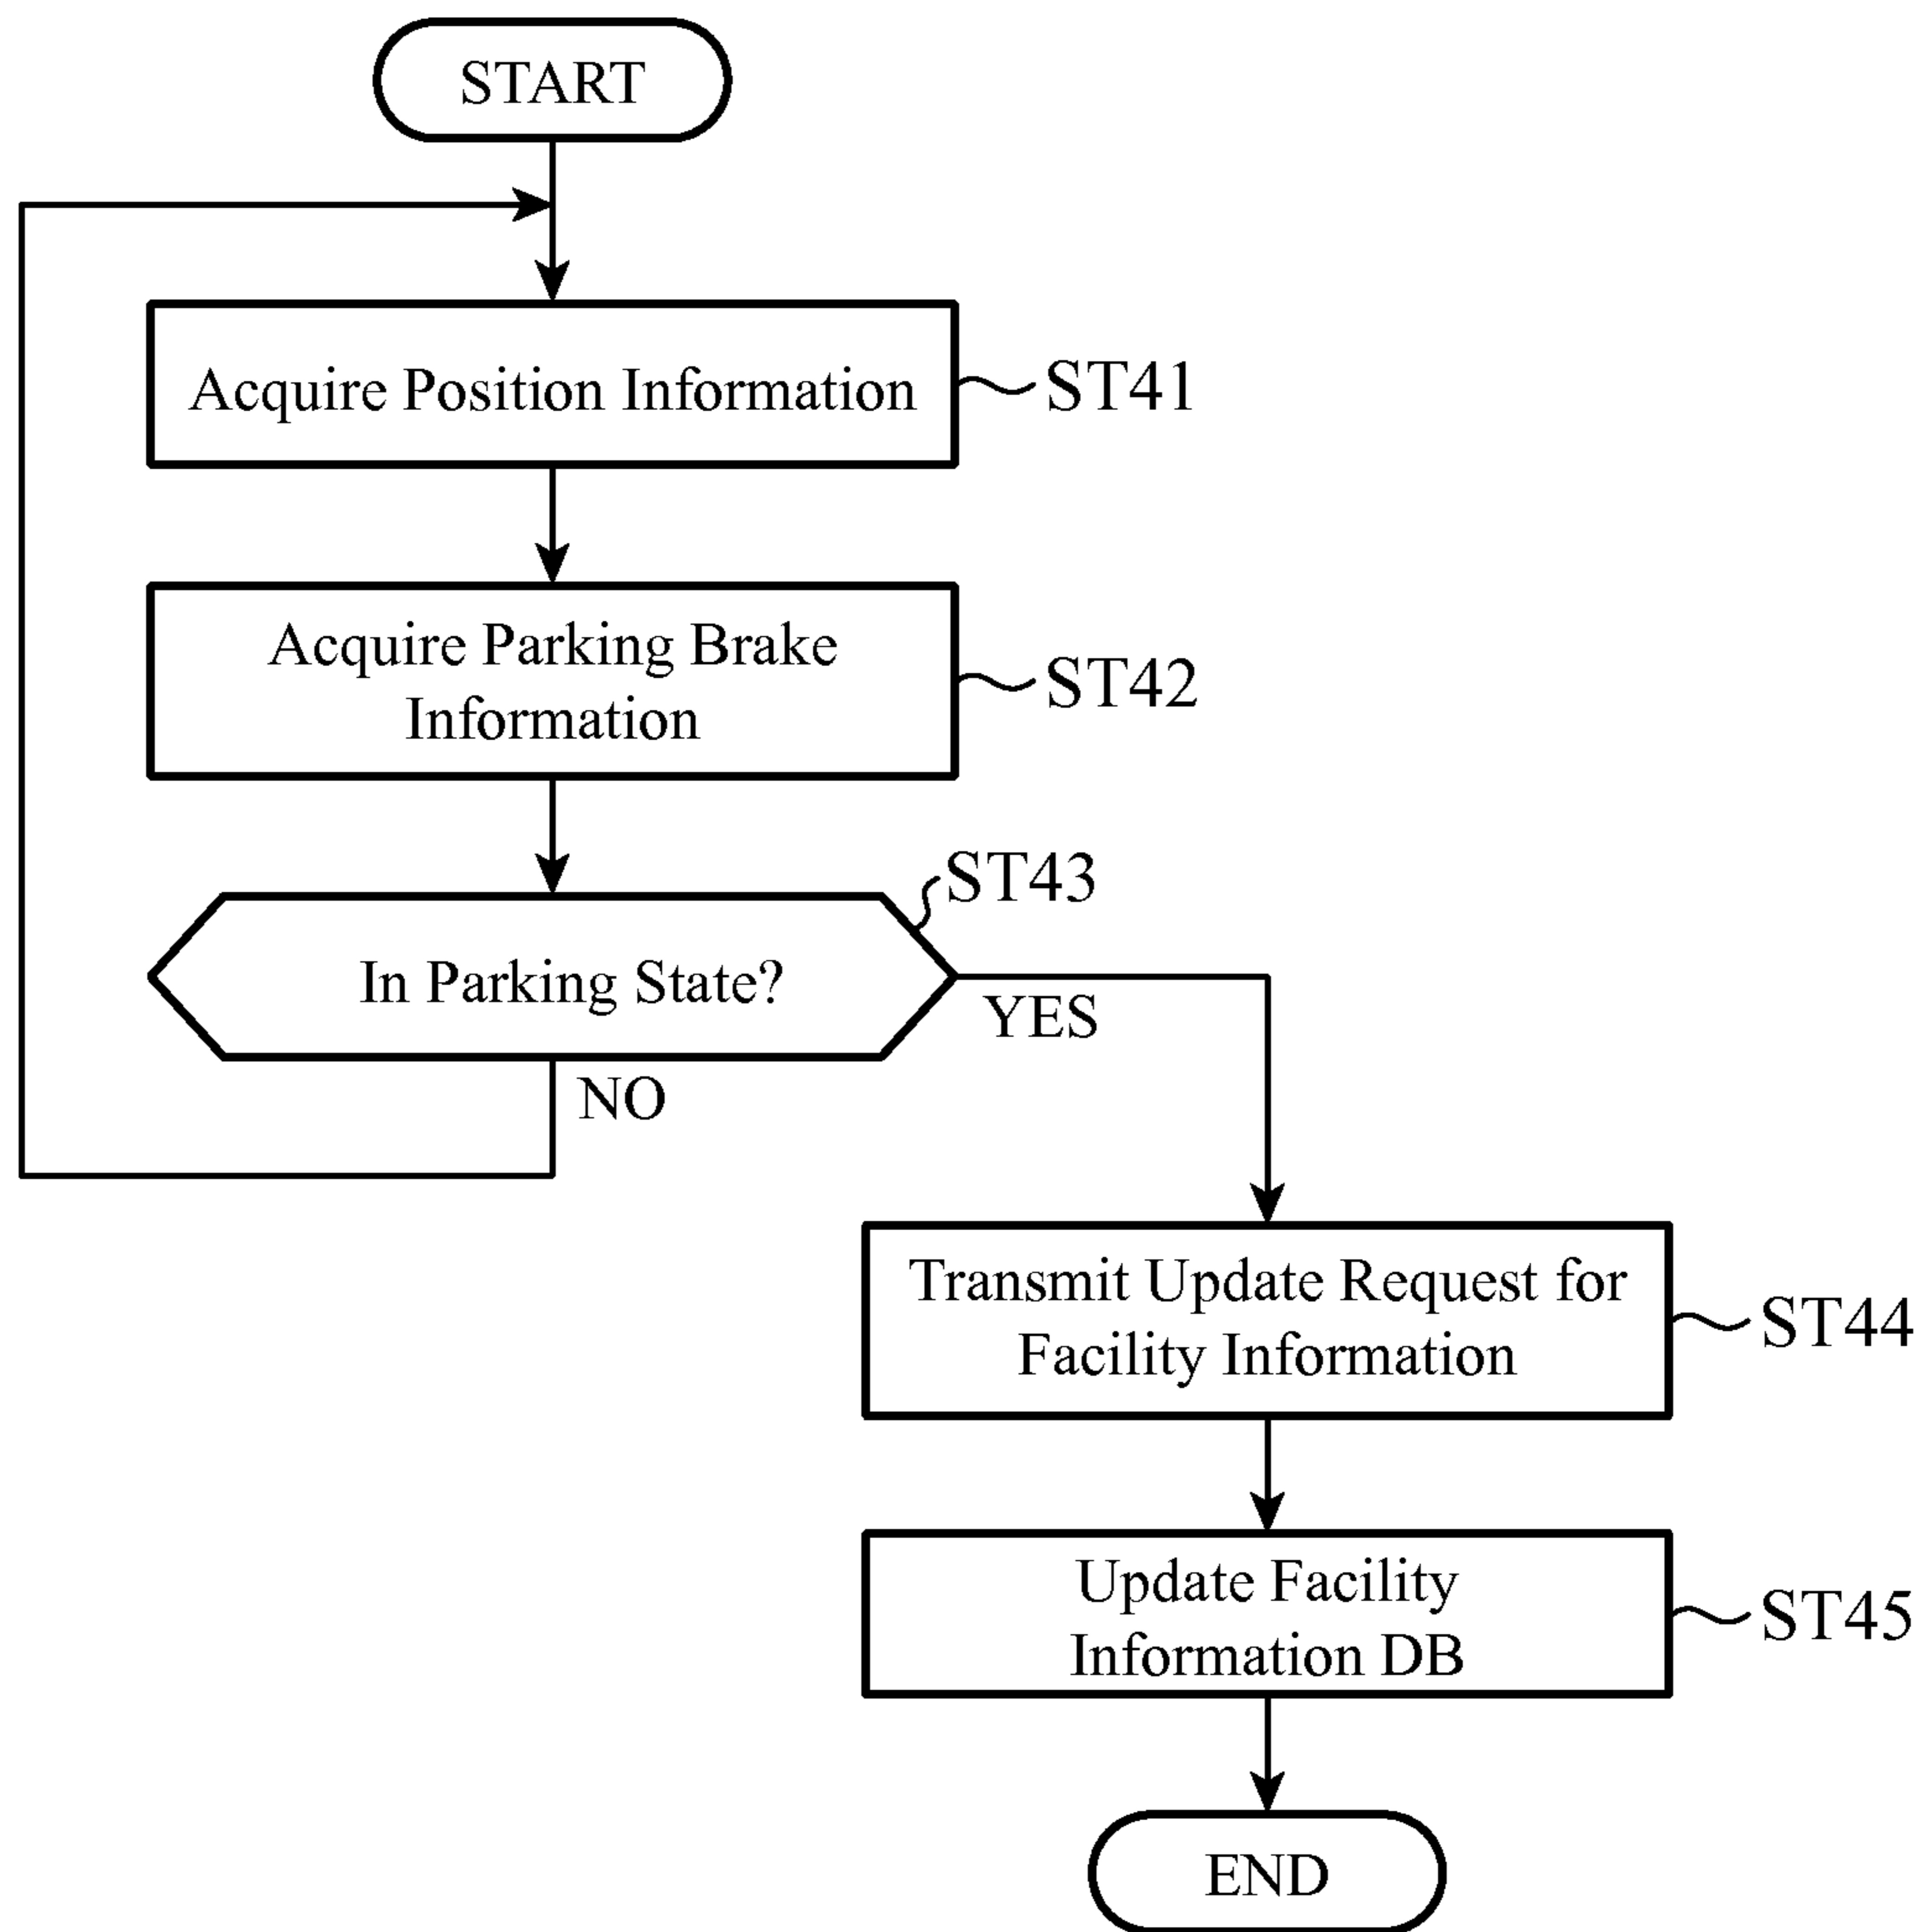 START
Acquire Position Information
ST41
Acquire Parking Brake
Information
ST42
ST43
In Parking State?
YES
NO
Transmit Update Request for
Facility Information
ST44
Update Facility
Information DB
ST45
END